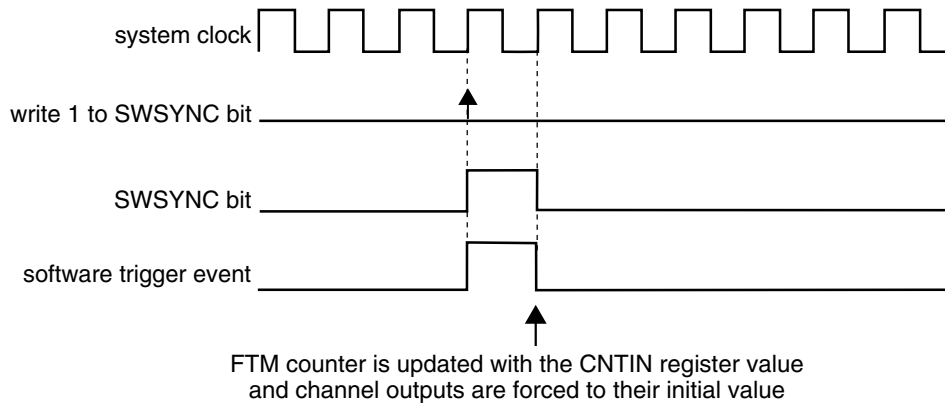 system clock
write 1 to SWSYNC bit
SWSYNC bit
software trigger event
FTM counter is updated with the CNTIN register value
and channel outputs are forced to their initial value